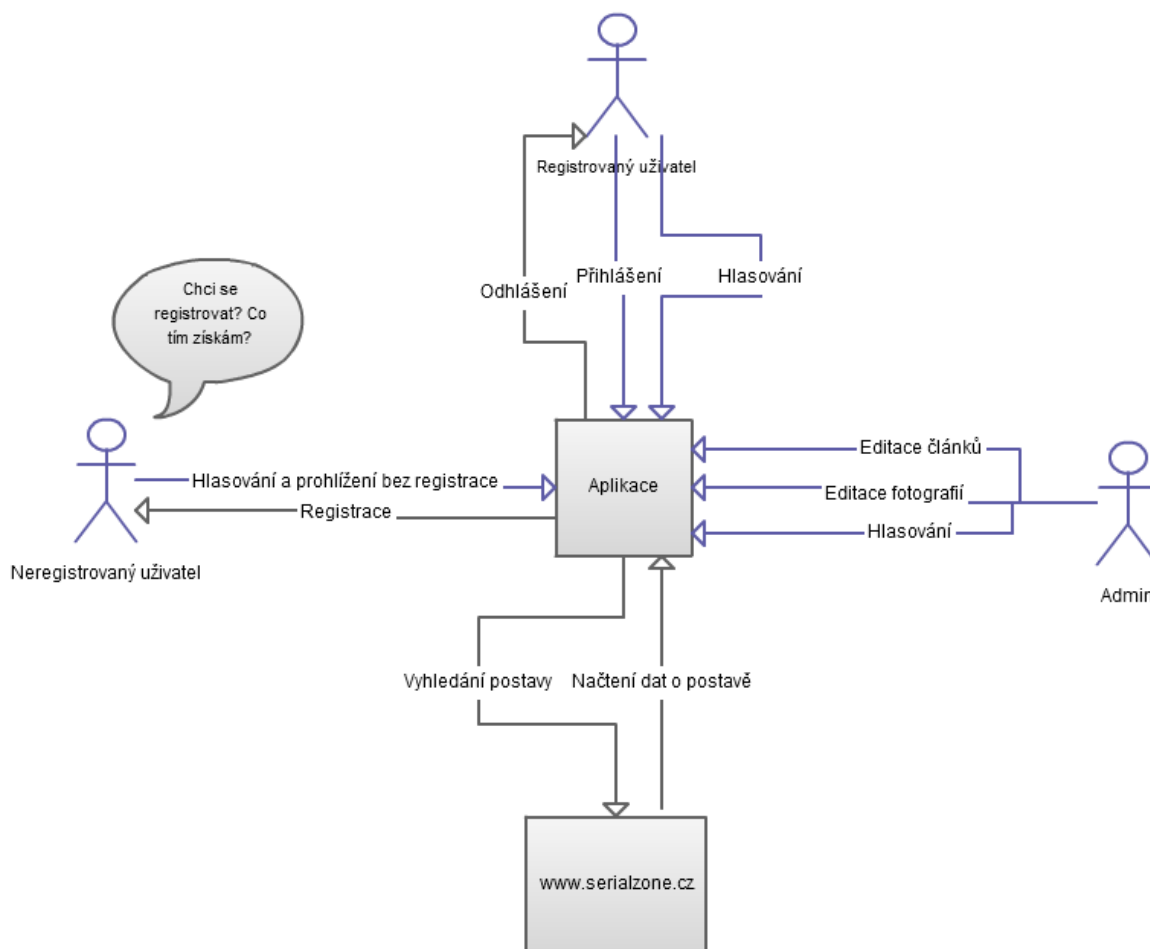 Registrovaný uživatel
Odhlášení
Přihlášení
Hlasování
Chci se
registrovat? Co
tím získám?
Neregistrovaný uživatel
Hlasování a prohlížení bez registrace
Registrace
Aplikace
Editace článků
Editace fotografií
Hlasování
Admin
Vyhledání postavy
Načtení dat o postavě
www.serialzone.cz